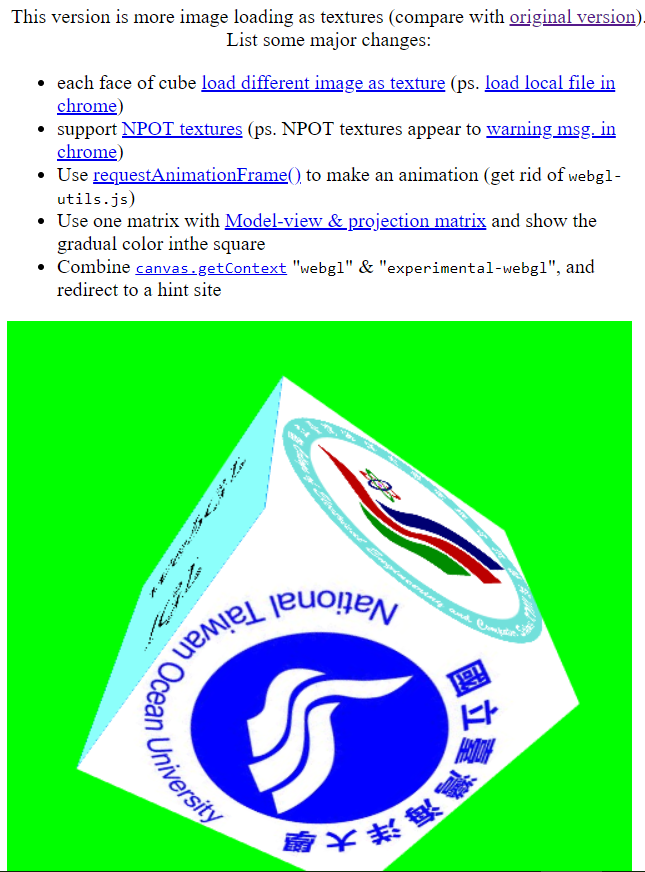 This version is more image loading as textures (compare with original version).
List some major changes:
each face of cube load different image as texture (ps. load local file in
chrome)
support NPOT textures (ps. NPOT textures appear to warning msg. in
chrome)
Use requestAnimationFrame() to make an animation (get rid of webgl-
utils.js)
Use one matrix with Model-view & projection matrix and show the
gradual color inthe square
Combine canvas.getContext "webgl" & "experimental-webgl", and
redirect to a hint site
National Taiwan Ocean University
國立臺灣海洋大學